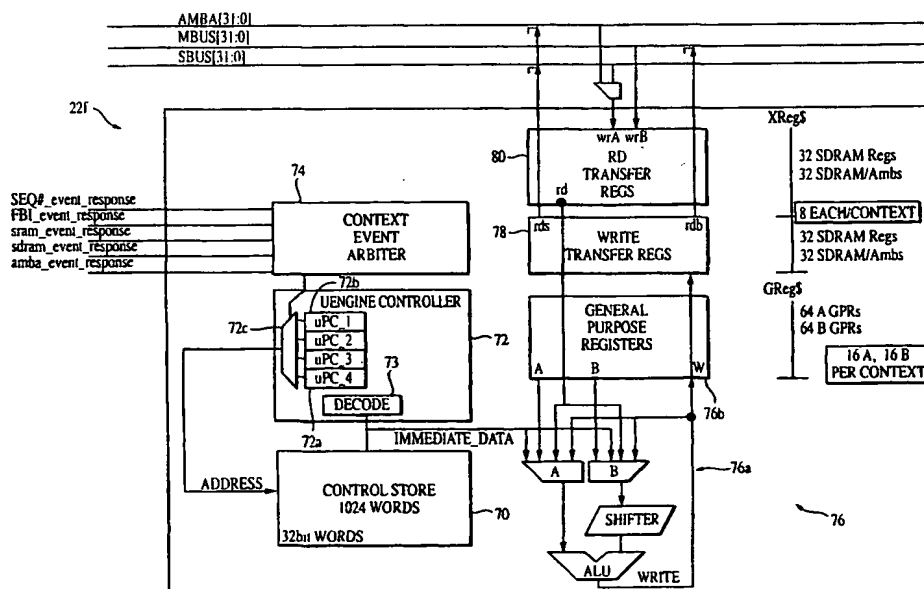 AMBA[31:0]
MBUS[31:0]
SBUS[31:0]
22f
80
wrA wrB
RD
TRANSFER
REGS
rd
XReg$
32 SDRAM Regs
32 SDRAM/Ambs
8 EACH/CONTEXT
32 SDRAM Regs
32 SDRAM/Ambs
74
SEQ#_event_response
FBI_event_response
sram_event_response
sdram_event_response
amba_event_response
CONTEXT
EVENT
ARBITER
78
rds
rdb
WRITE
TRANSFER REGS
GReg$
64 A GPRs
64 B GPRs
16 A, 16 B
PER CONTEXT
72b
UENGINE CONTROLLER
72c
uPC_1
uPC_2
uPC_3
uPC_4
72
73
DECODE
72a
GENERAL
PURPOSE
REGISTERS
A
B
W
76b
IMMEDIATE_DATA
76a
A
B
ADDRESS
CONTROL STORE
1024 WORDS
32bit WORDS
70
SHIFTER
76
ALU
WRITE